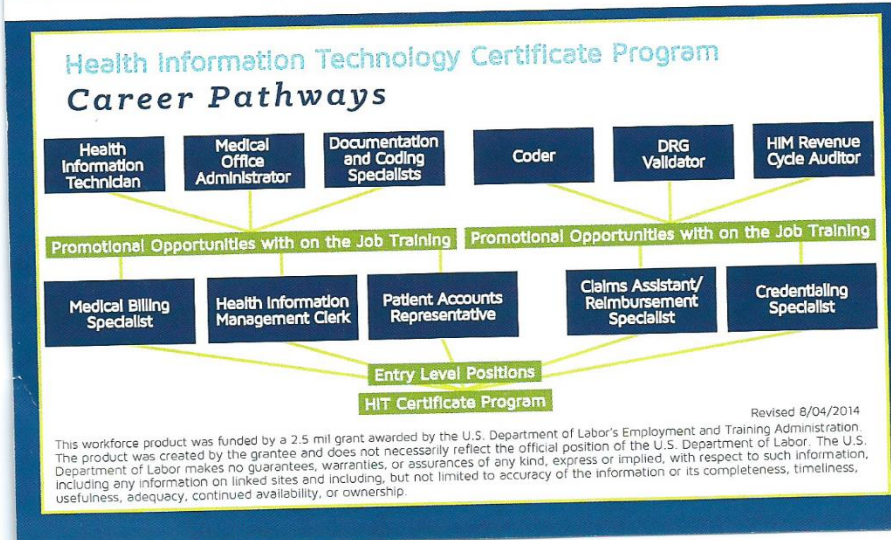 Health Information Technology Certificate Program
Career Pathways
Health
Information
Technician
Medical
Office
Administrator
Documentation
and Coding
Specialists
Coder
DRG
Validator
HIM Revenue
Cycle Auditor
Promotional Opportunities with on the Job Training
Promotional Opportunities with on the Job Training
Medical Billing
Specialist
Health Information
Management Clerk
Patient Accounts
Representative
Claims Assistant/
Reimbursement
Specialist
Credentialing
Specialist
Entry Level Positions
HIT Certificate Program
Revised 8/04/2014
This workforce product was funded by a 2.5 mil grant awarded by the U.S. Department of Labor's Employment and Training Administration.
The product was created by the grantee and does not necessarily reflect the official position of the U.S. Department of Labor. The U.S.
Department of Labor makes no guarantees, warranties, or assurances of any kind, express or implied, with respect to such information,
including any information on linked sites and including, but not limited to accuracy of the information or its completeness, timeliness,
usefulness, adequacy, continued availability, or ownership.